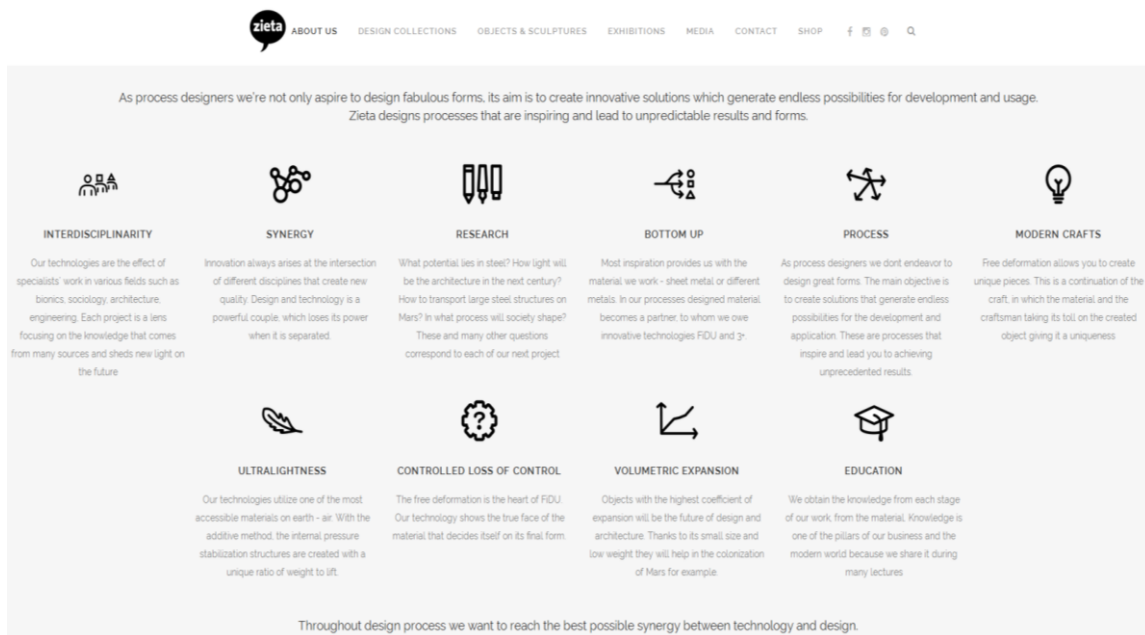 zieta
ABOUT US DESIGN COLLECTIONS OBJECTS & SCULPTURES EXHIBITIONS MEDIA CONTACT SHOP
As process designers we're not only aspire to design fabulous forms, its aim is to create innovative solutions which generate endless possibilities for development and usage.
Zieta designs processes that are inspiring and lead to unpredictable results and forms.
INTERDISCIPLINARITY
Our technologies are the effect of
specialists' work in various fields such as
bionics, sociology, architecture,
engineering. Each project is a lens
focusing on the knowledge that comes
from many sources and sheds new light on
the future
SYNERGY
Innovation always arises at the intersection
of different disciplines that create new
quality. Design and technology is a
powerful couple, which loses its power
when it is separated.
RESEARCH
What potential lies in steel? How light will
be the architecture in the next century?
How to transport large steel structures on
Mars? In what process will society shape?
These and many other questions
correspond to each of our next project
BOTTOM UP
Most inspiration provides us with the
material we work - sheet metal or different
metals. In our processes designed material
becomes a partner, to whom we owe
innovative technologies FiDU and 3+.
PROCESS
As process designers we dont endeavor to
design great forms. The main objective is
to create solutions that generate endless
possibilities for the development and
application. These are processes that
inspire and lead you to achieving
unprecedented results.
MODERN CRAFTS
Free deformation allows you to create
unique pieces. This is a continuation of the
craft, in which the material and the
craftsman taking its toll on the created
object giving it a uniqueness
ULTRALIGHTNESS
Our technologies utilize one of the most
accessible materials on earth - air. With the
additive method, the internal pressure
stabilization structures are created with a
unique ratio of weight to lift.
CONTROLLED LOSS OF CONTROL
The free deformation is the heart of FiDU.
Our technology shows the true face of the
material that decides itself on its final form.
VOLUMETRIC EXPANSION
Objects with the highest coefficient of
expansion will be the future of design and
architecture. Thanks to its small size and
low weight they will help in the colonization
of Mars for example.
EDUCATION
We obtain the knowledge from each stage
of our work, from the material. Knowledge is
one of the pillars of our business and the
modern world because we share it during
many lectures
Throughout design process we want to reach the best possible synergy between technology and design.